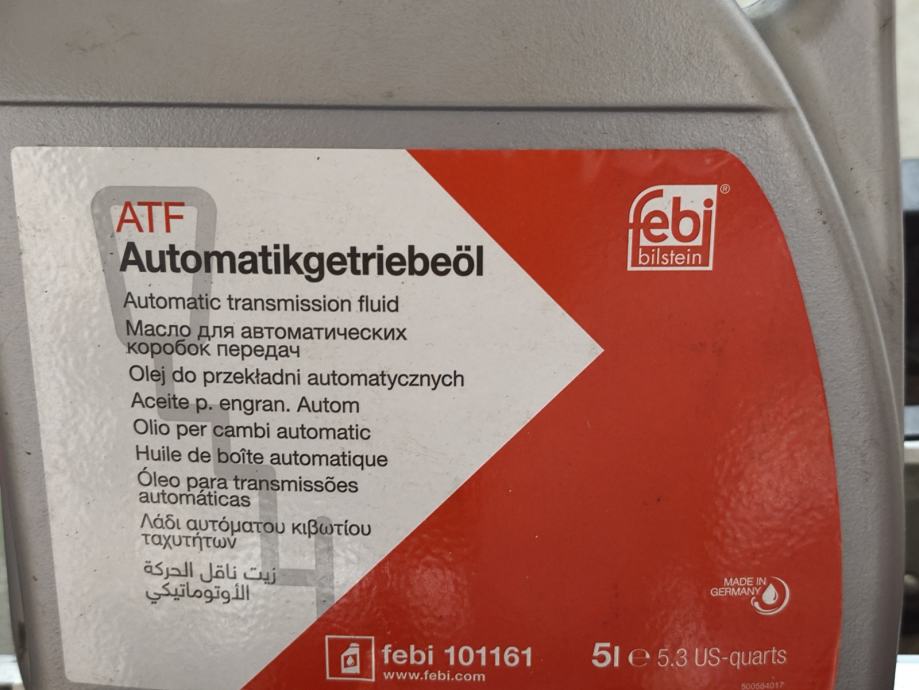 ATF
Automatikgetriebeöl
Automatic transmission fluid
Масло для автоматических
коробок передач
Olej do przekładni automatycznych
Aceite p. engran. Autom
Olio per cambi automatic
Huile de boîte automatique
Óleo para transmissões
automáticas
Λάδι αυτόματου κιβωτίου
ταχυτήτων
زيت ناقل الحركة
الأوتوماتيكي
febi®
bilstein
MADE IN
GERMANY
febi 101161
www.febi.com
5l ℮ 5.3 US-quarts